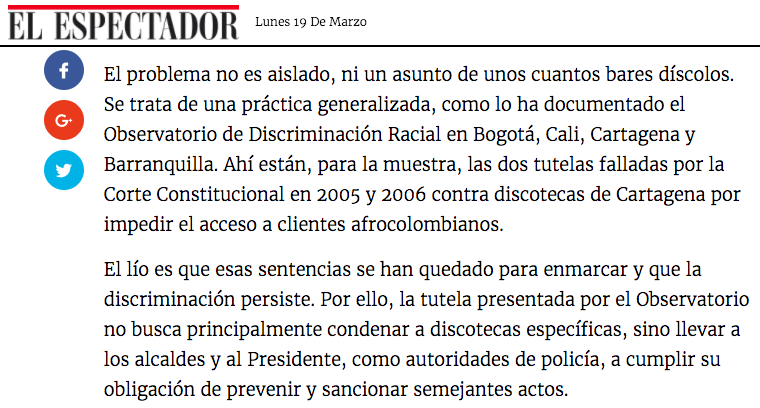 EL ESPECTADOR
Lunes 19 De Marzo
El problema no es aislado, ni un asunto de unos cuantos bares díscolos.
Se trata de una práctica generalizada, como lo ha documentado el
Observatorio de Discriminación Racial en Bogotá, Cali, Cartagena y
Barranquilla. Ahí están, para la muestra, las dos tutelas falladas por la
Corte Constitucional en 2005 y 2006 contra discotecas de Cartagena por
impedir el acceso a clientes afrocolombianos.
El lío es que esas sentencias se han quedado para enmarcar y que la
discriminación persiste. Por ello, la tutela presentada por el Observatorio
no busca principalmente condenar a discotecas específicas, sino llevar a
los alcaldes y al Presidente, como autoridades de policía, a cumplir su
obligación de prevenir y sancionar semejantes actos.